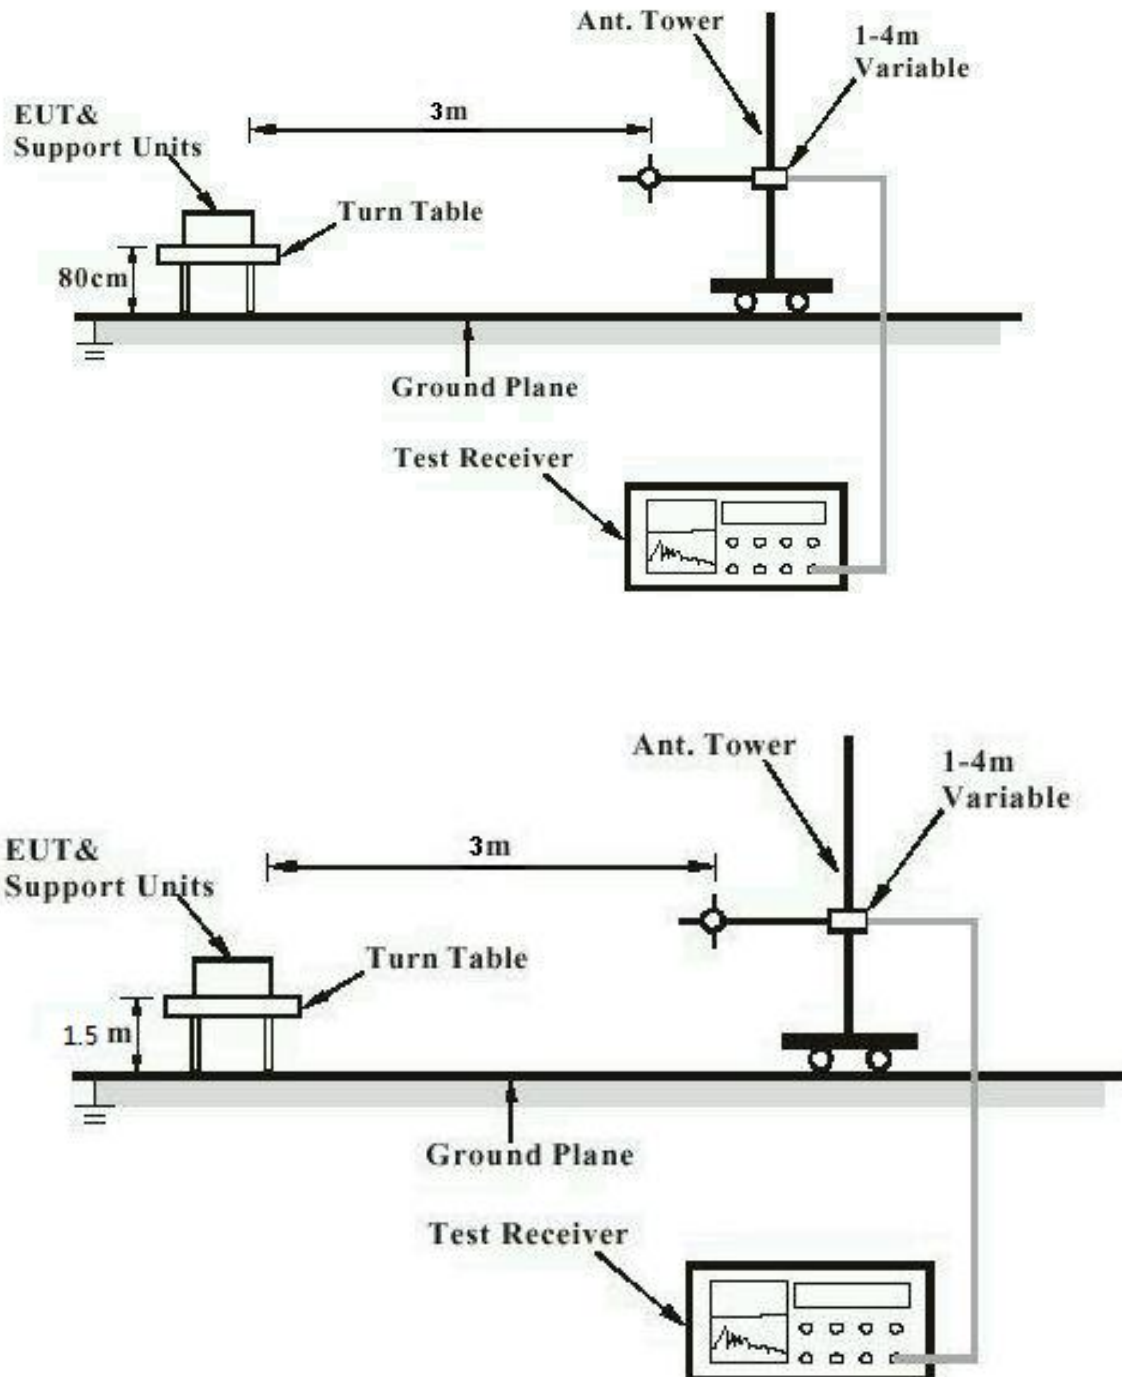 Ant. Tower
1-4m
Variable
EUT&
Support Units
3m
Turn Table
80cm
Ground Plane
Test Receiver
Ant. Tower
1-4m
Variable
EUT&
Support Units
3m
Turn Table
1.5 m
Ground Plane
Test Receiver